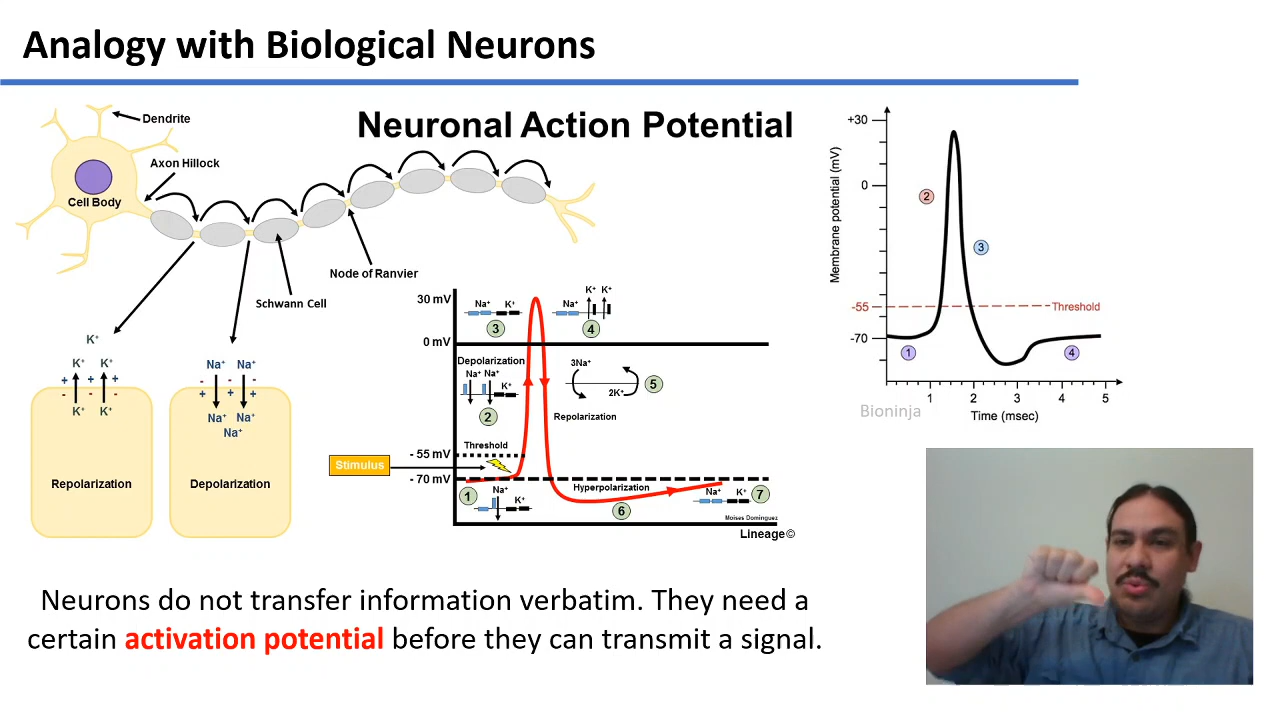 Analogy with Biological Neurons
Dendrite
Axon Hillock
Cell Body
Neuronal Action Potential
Node of Ranvier
Schwann Cell
K⁺
K⁺ K⁺
+ + +
- - -
K⁺ K⁺
Repolarization
Na⁺ Na⁺
- - -
+ + +
Na⁺ Na⁺
Na⁺
Depolarization
30 mV
0 mV
- 55 mV
- 70 mV
Stimulus
Threshold
Na⁺ K⁺
3
K⁺ K⁺
Na⁺
4
Depolarization
Na⁺ Na⁺
K⁺
2
3Na⁺
2K⁺
5
Repolarization
1
Na⁺
K⁺
Hyperpolarization
6
Na⁺ K⁺
7
Moises Dominguez
Lineage©
Membrane potential (mV)
+30
0
-55
-70
2
3
Threshold
1
4
1 2 3 4 5
Time (msec)
Bioninja
Neurons do not transfer information verbatim. They need a
certain activation potential before they can transmit a signal.